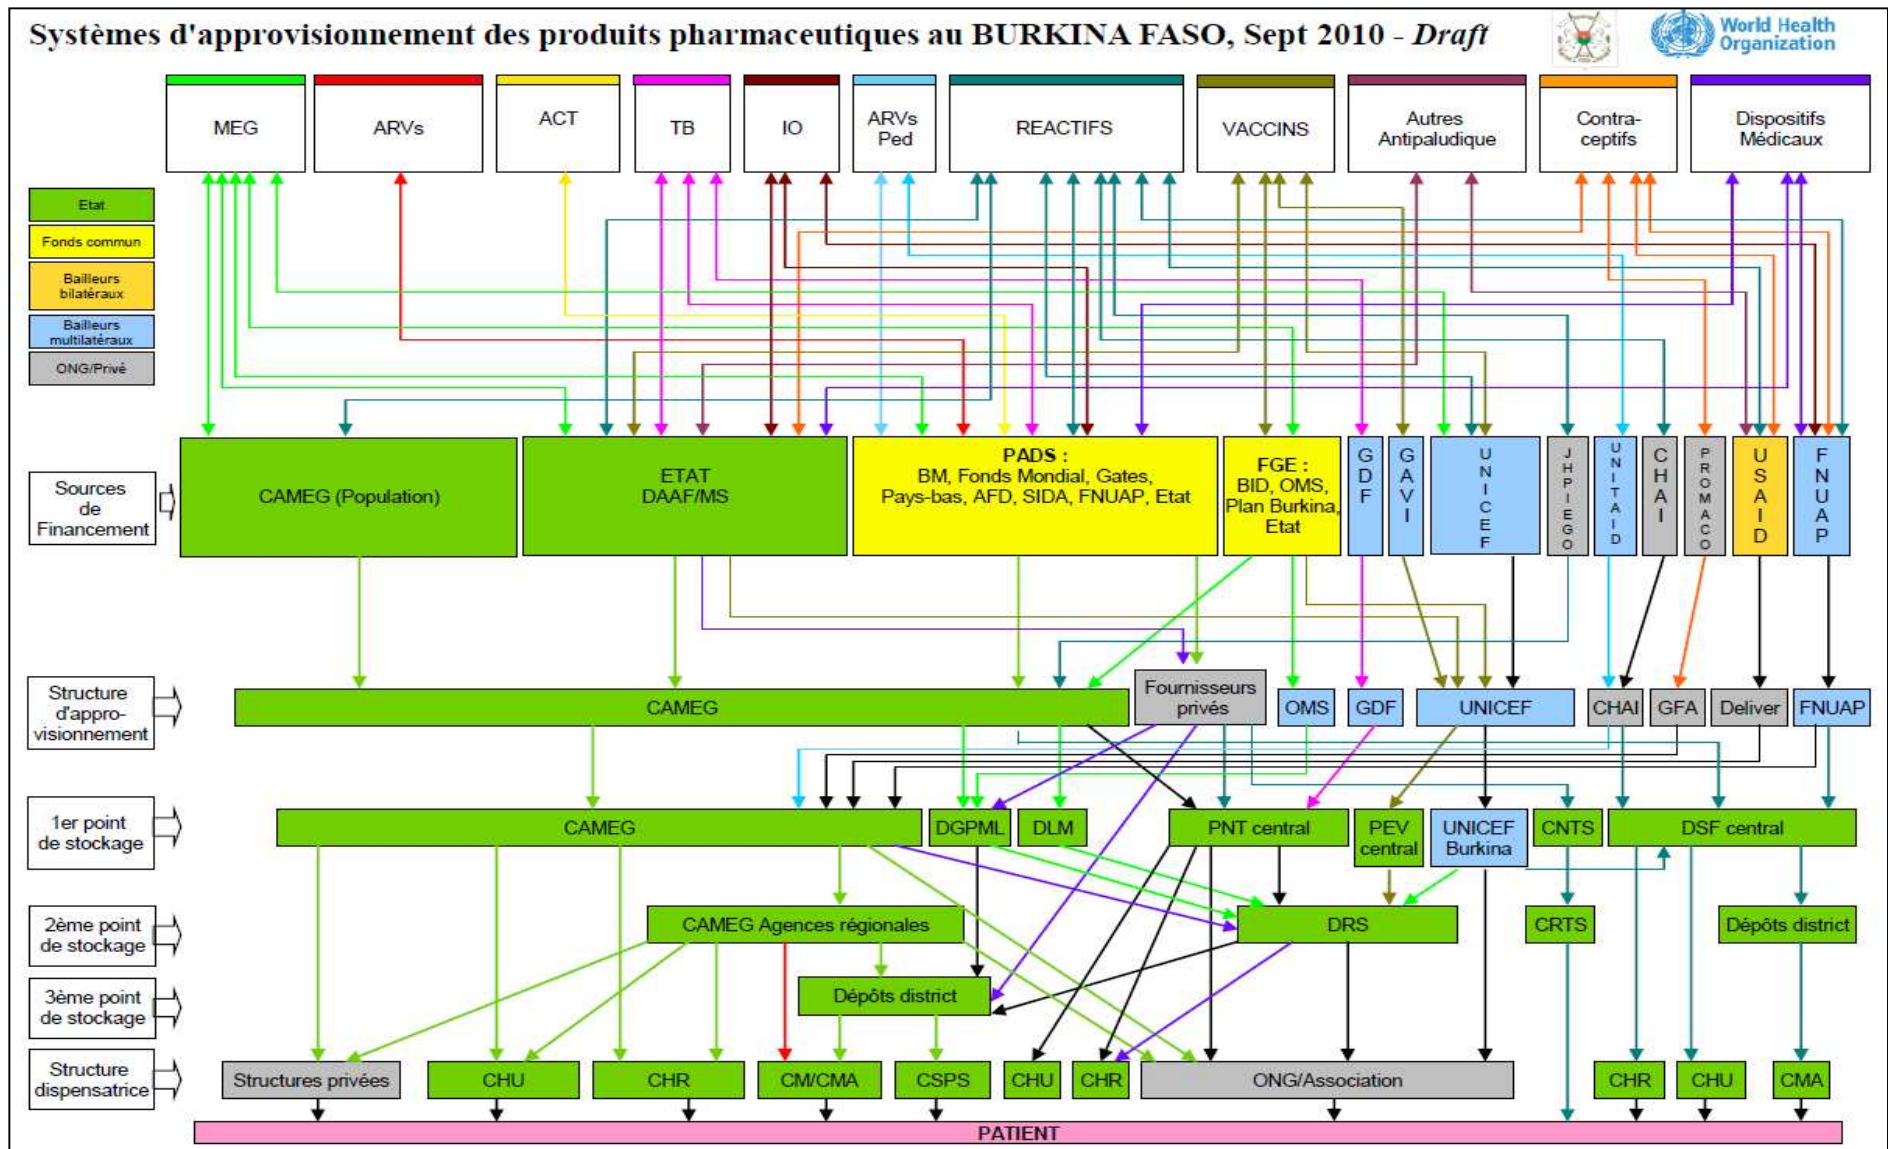 Systèmes d'approvisionnement des produits pharmaceutiques au BURKINA FASO, Sept 2010 - Draft
World Health
Organization
MEG
ARVs
ACT
TB
IO
ARVs
Ped
REACTIFS
VACCINS
Autres
Antipaludique
Contra-
ceptifs
Dispositifs
Médicaux
Etat
Fonds commun
Bailleurs
bilatéraux
Bailleurs
multilatéraux
ONG/Privé
Sources
de
Financement
CAMEG (Population)
ETAT
DAAF/MS
PADS :
BM, Fonds Mondial, Gates,
Pays-bas, AFD, SIDA, FNUAP, Etat
FGE :
BID, OMS,
Plan Burkina,
Etat
GDF
GAVI
UNICEF
JHPIEGO
UNITAID
CHAI
PROMACO
USAID
FNUAP
Structure
d'appro-
visionnement
CAMEG
Fournisseurs
privés
OMS
GDF
UNICEF
CHAI
GFA
Deliver
FNUAP
1er point
de stockage
CAMEG
DGPML
DLM
PNT central
PEV
central
UNICEF
Burkina
CNTS
DSF central
2ème point
de stockage
CAMEG Agences régionales
DRS
CRTS
Dépôts district
3ème point
de stockage
Dépôts district
Structure
dispensatrice
Structures privées
CHU
CHR
CM/CMA
CSPS
CHU
CHR
ONG/Association
CHR
CHU
CMA
PATIENT